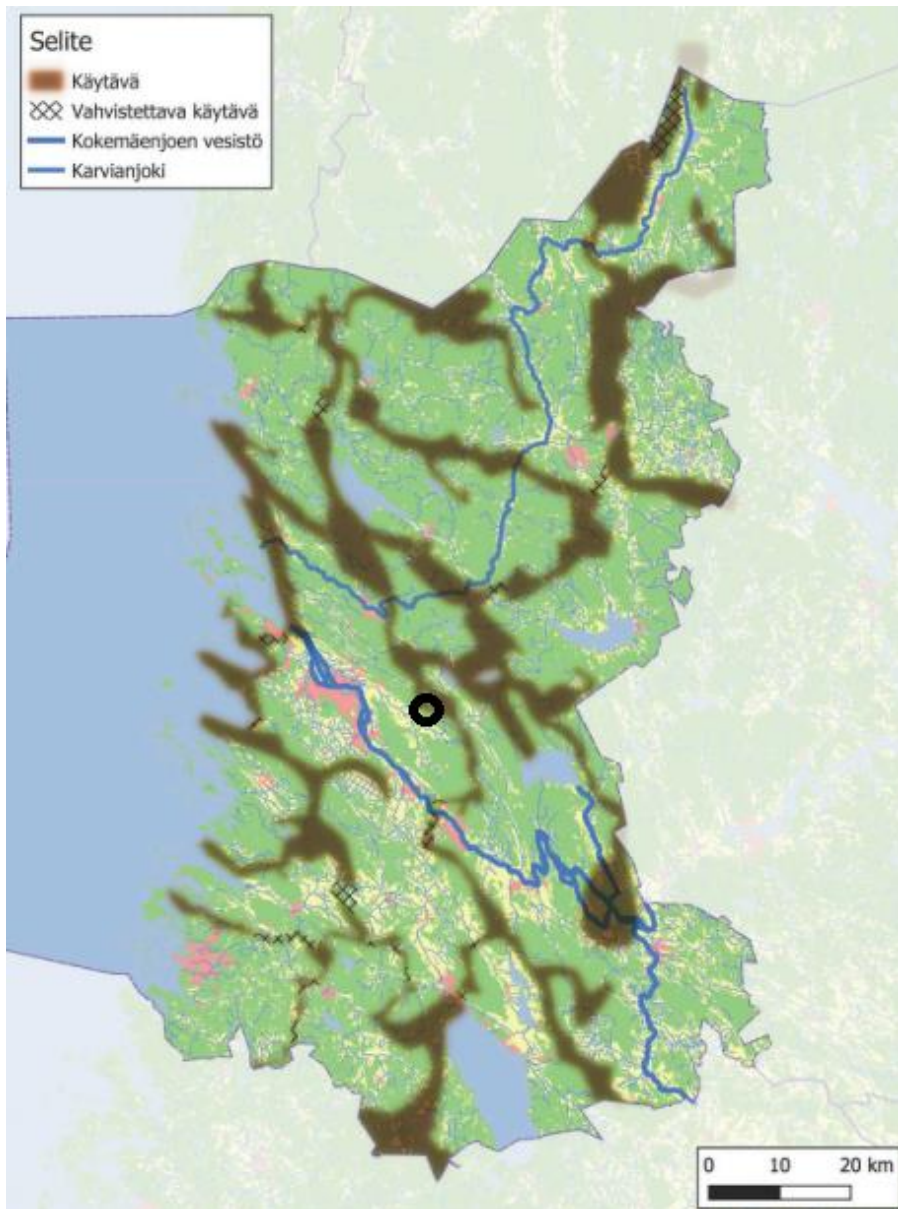 Selite
Käytävä
Vahvistettava käytävä
Kokemäenjoen vesistö
Karvianjoki
0 10 20 km